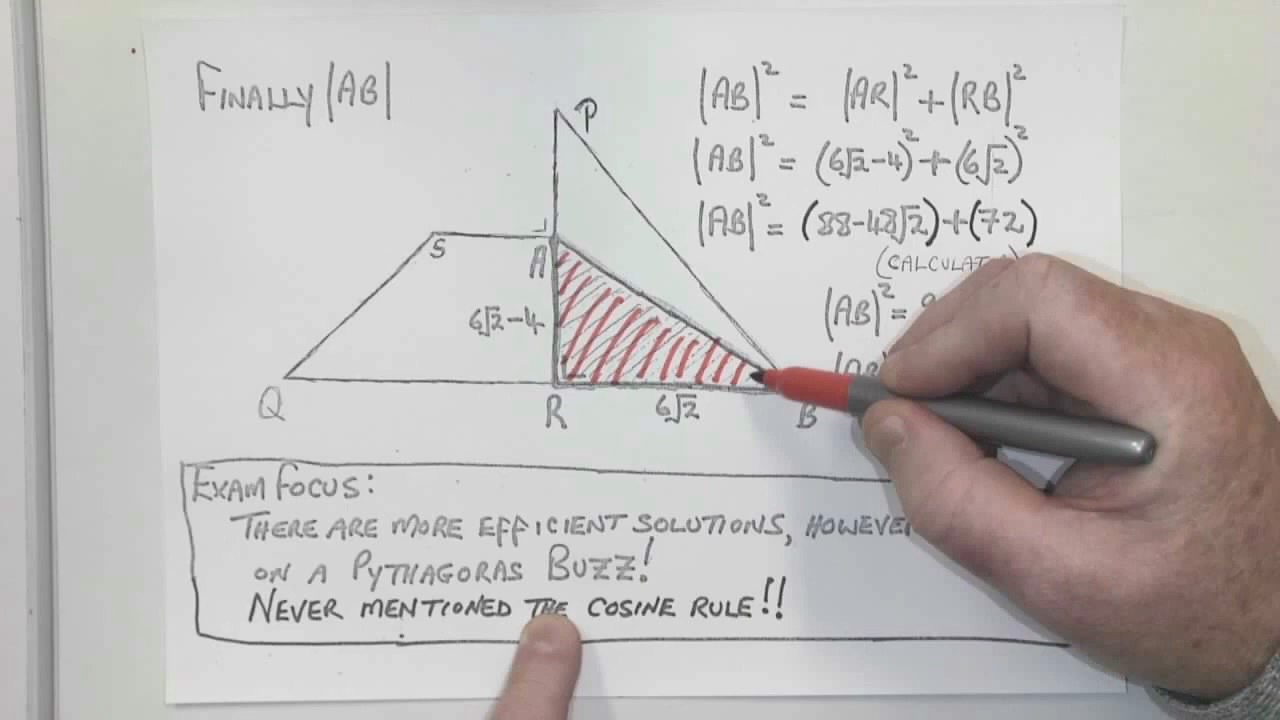 FINALLY |AB|
|AB|² = |AR|² + |RB|²
|AB|² = (6√2-4)² + (6√2)²
|AB|² = (88-48√2)+(72)
(CALCULAT
|AB|² =
P
S
A
6√2-4
Q
R
6√2
B
EXAM FOCUS:
THERE ARE MORE EFFICIENT SOLUTIONS, HOWEVER
ON A PYTHAGORAS BUZZ!
NEVER MENTIONED THE COSINE RULE!!